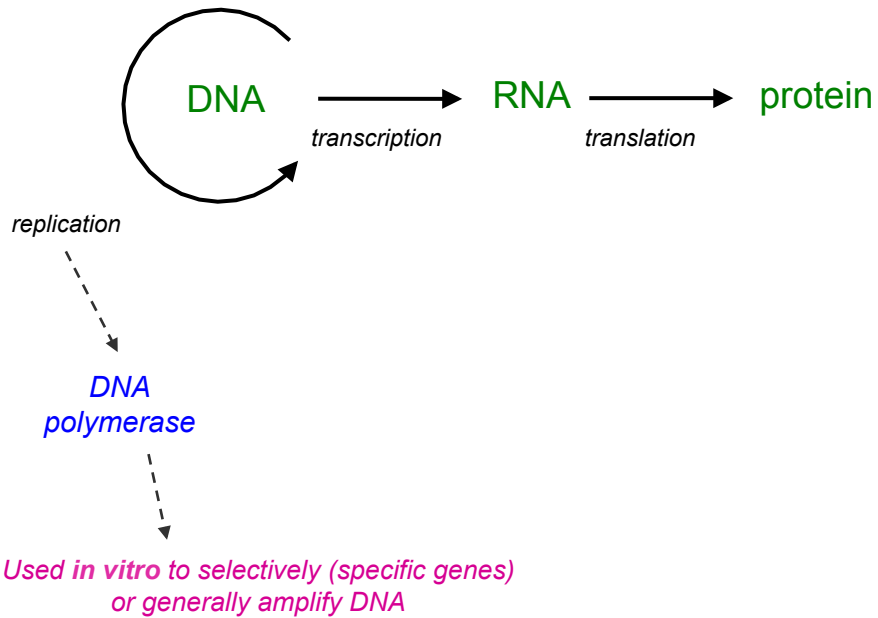 DNA
RNA
protein
transcription
translation
replication
DNA
polymerase
Used in vitro to selectively (specific genes)
or generally amplify DNA